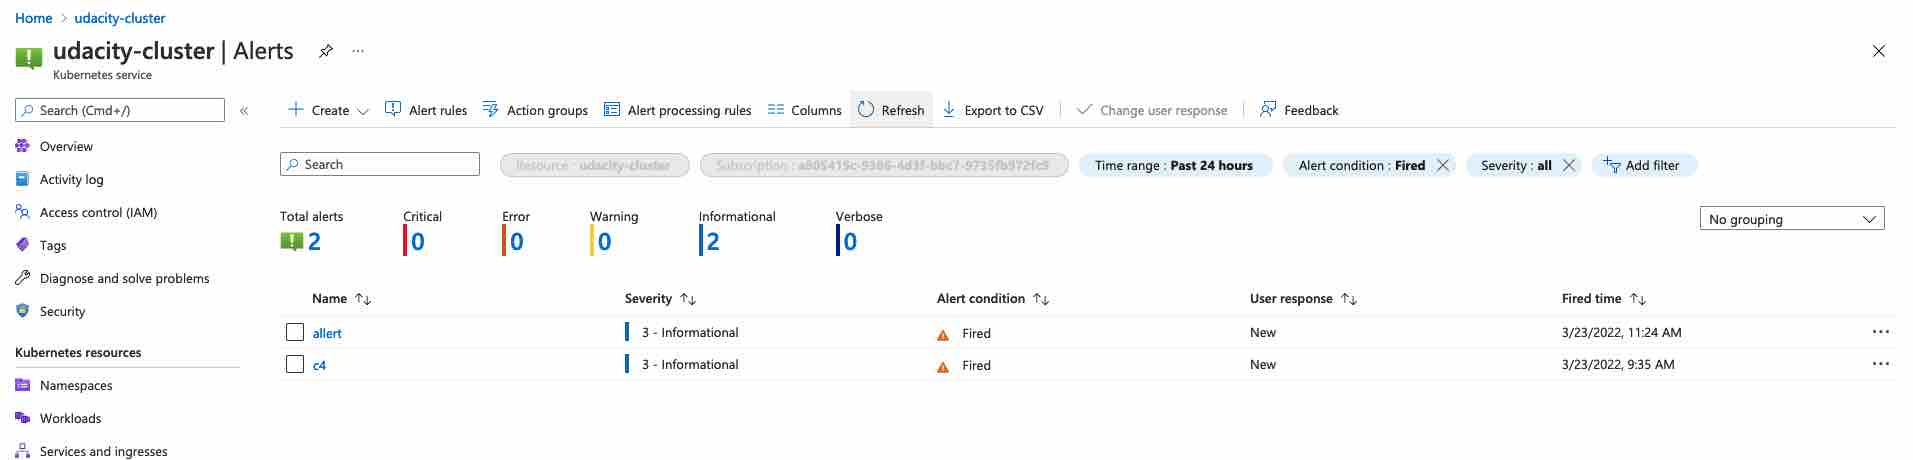 Home > udacity-cluster
udacity-cluster | Alerts
Kubernetes service
Search (Cmd+/)
Overview
Activity log
Access control (IAM)
Tags
Diagnose and solve problems
Security
Kubernetes resources
Namespaces
Workloads
Services and ingresses
Create Alert rules Action groups Alert processing rules Columns Refresh Export to CSV Change user response Feedback
Search Resource : udacity-cluster Subscription : Time range : Past 24 hours Alert condition : Fired Severity : all Add filter
Total alerts Critical Error Warning Informational Verbose
2 0 0 0 2 0
No grouping
Name Severity Alert condition User response Fired time
allert 3 - Informational Fired New 3/23/2022, 11:24 AM
c4 3 - Informational Fired New 3/23/2022, 9:35 AM